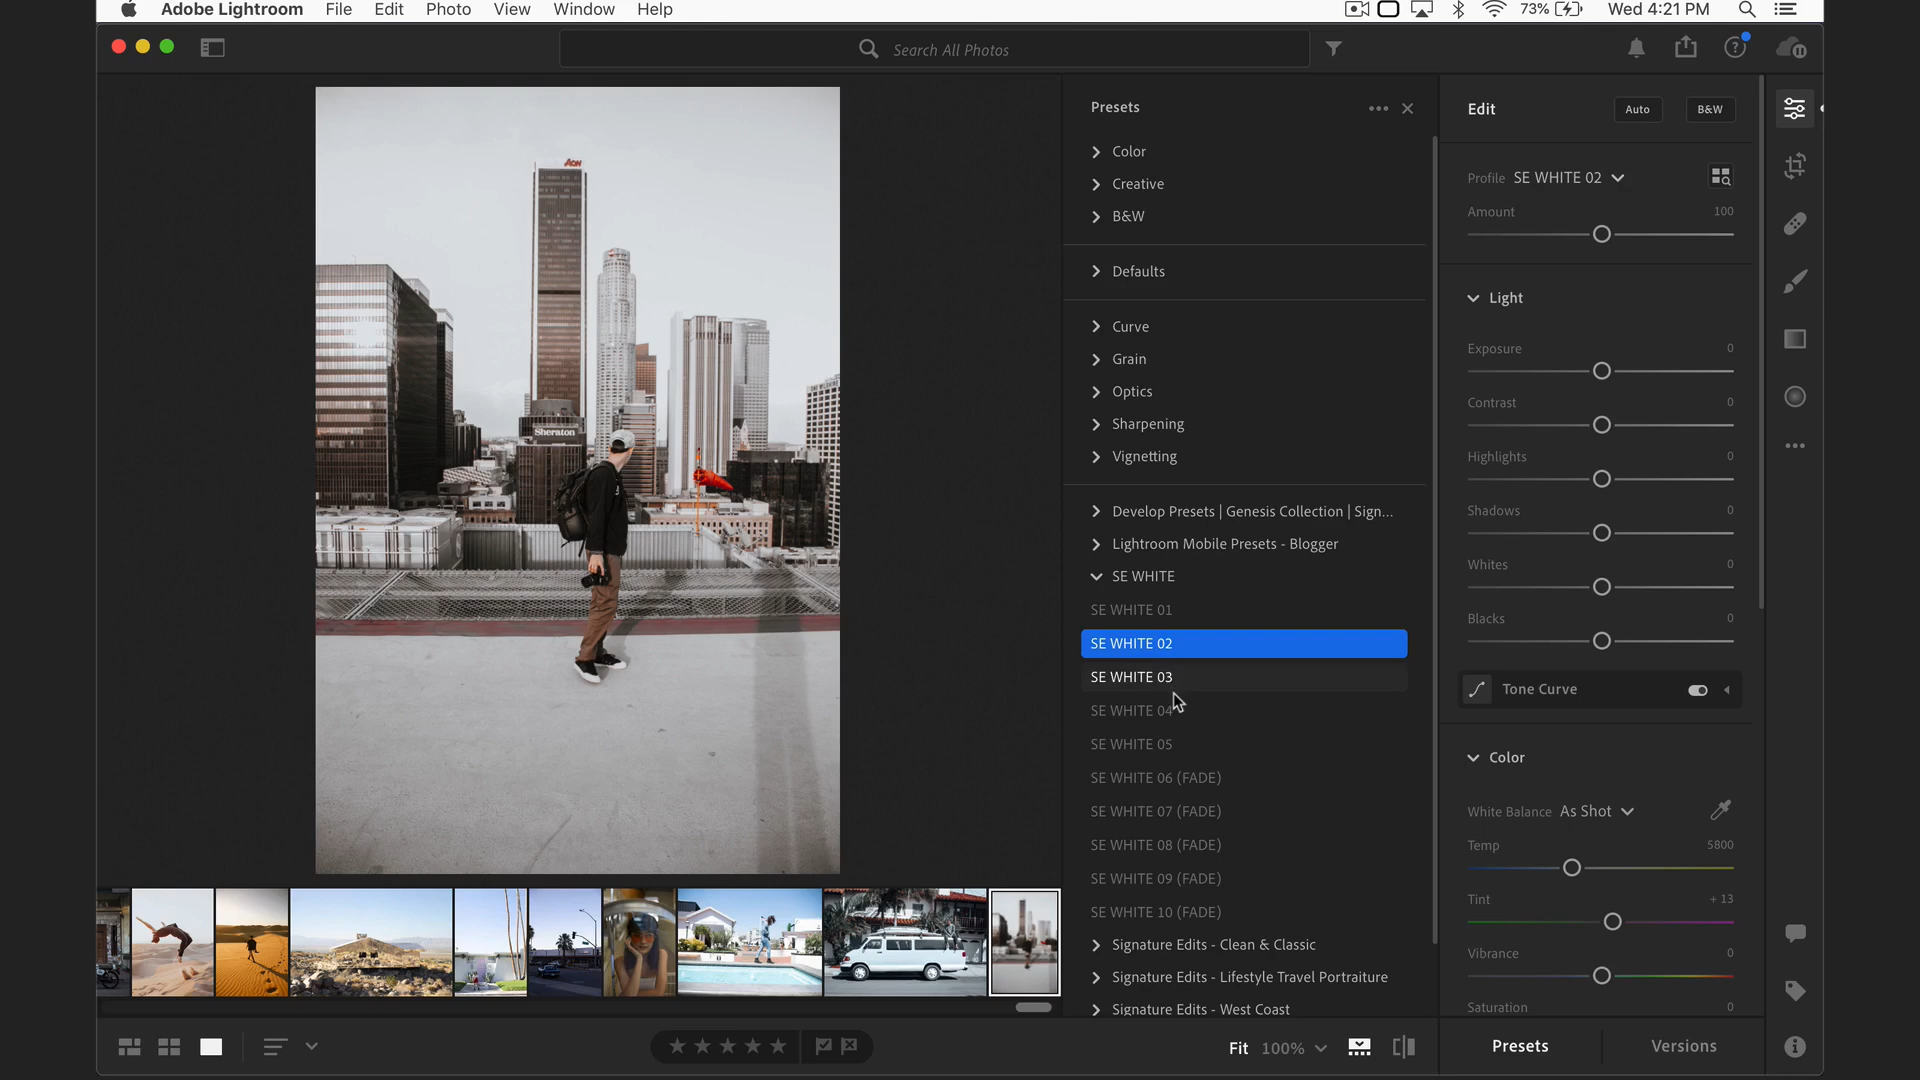 Adobe Lightroom File Edit Photo View Window Help 73% Wed 4:21 PM
Search All Photos
AON
Sheraton
Presets
Color
Creative
B&W
Defaults
Curve
Grain
Optics
Sharpening
Vignetting
Develop Presets | Genesis Collection | Sign...
Lightroom Mobile Presets - Blogger
SE WHITE
SE WHITE 01
SE WHITE 02
SE WHITE 03
SE WHITE 04
SE WHITE 05
SE WHITE 06 (FADE)
SE WHITE 07 (FADE)
SE WHITE 08 (FADE)
SE WHITE 09 (FADE)
SE WHITE 10 (FADE)
Signature Edits - Clean & Classic
Signature Edits - Lifestyle Travel Portraiture
Signature Edits - West Coast
Edit Auto B&W
Profile SE WHITE 02
Amount 100
Light
Exposure 0
Contrast 0
Highlights 0
Shadows 0
Whites 0
Blacks 0
Tone Curve
Color
White Balance As Shot
Temp 5800
Tint + 13
Vibrance 0
Saturation 0
Fit 100%
Presets Versions